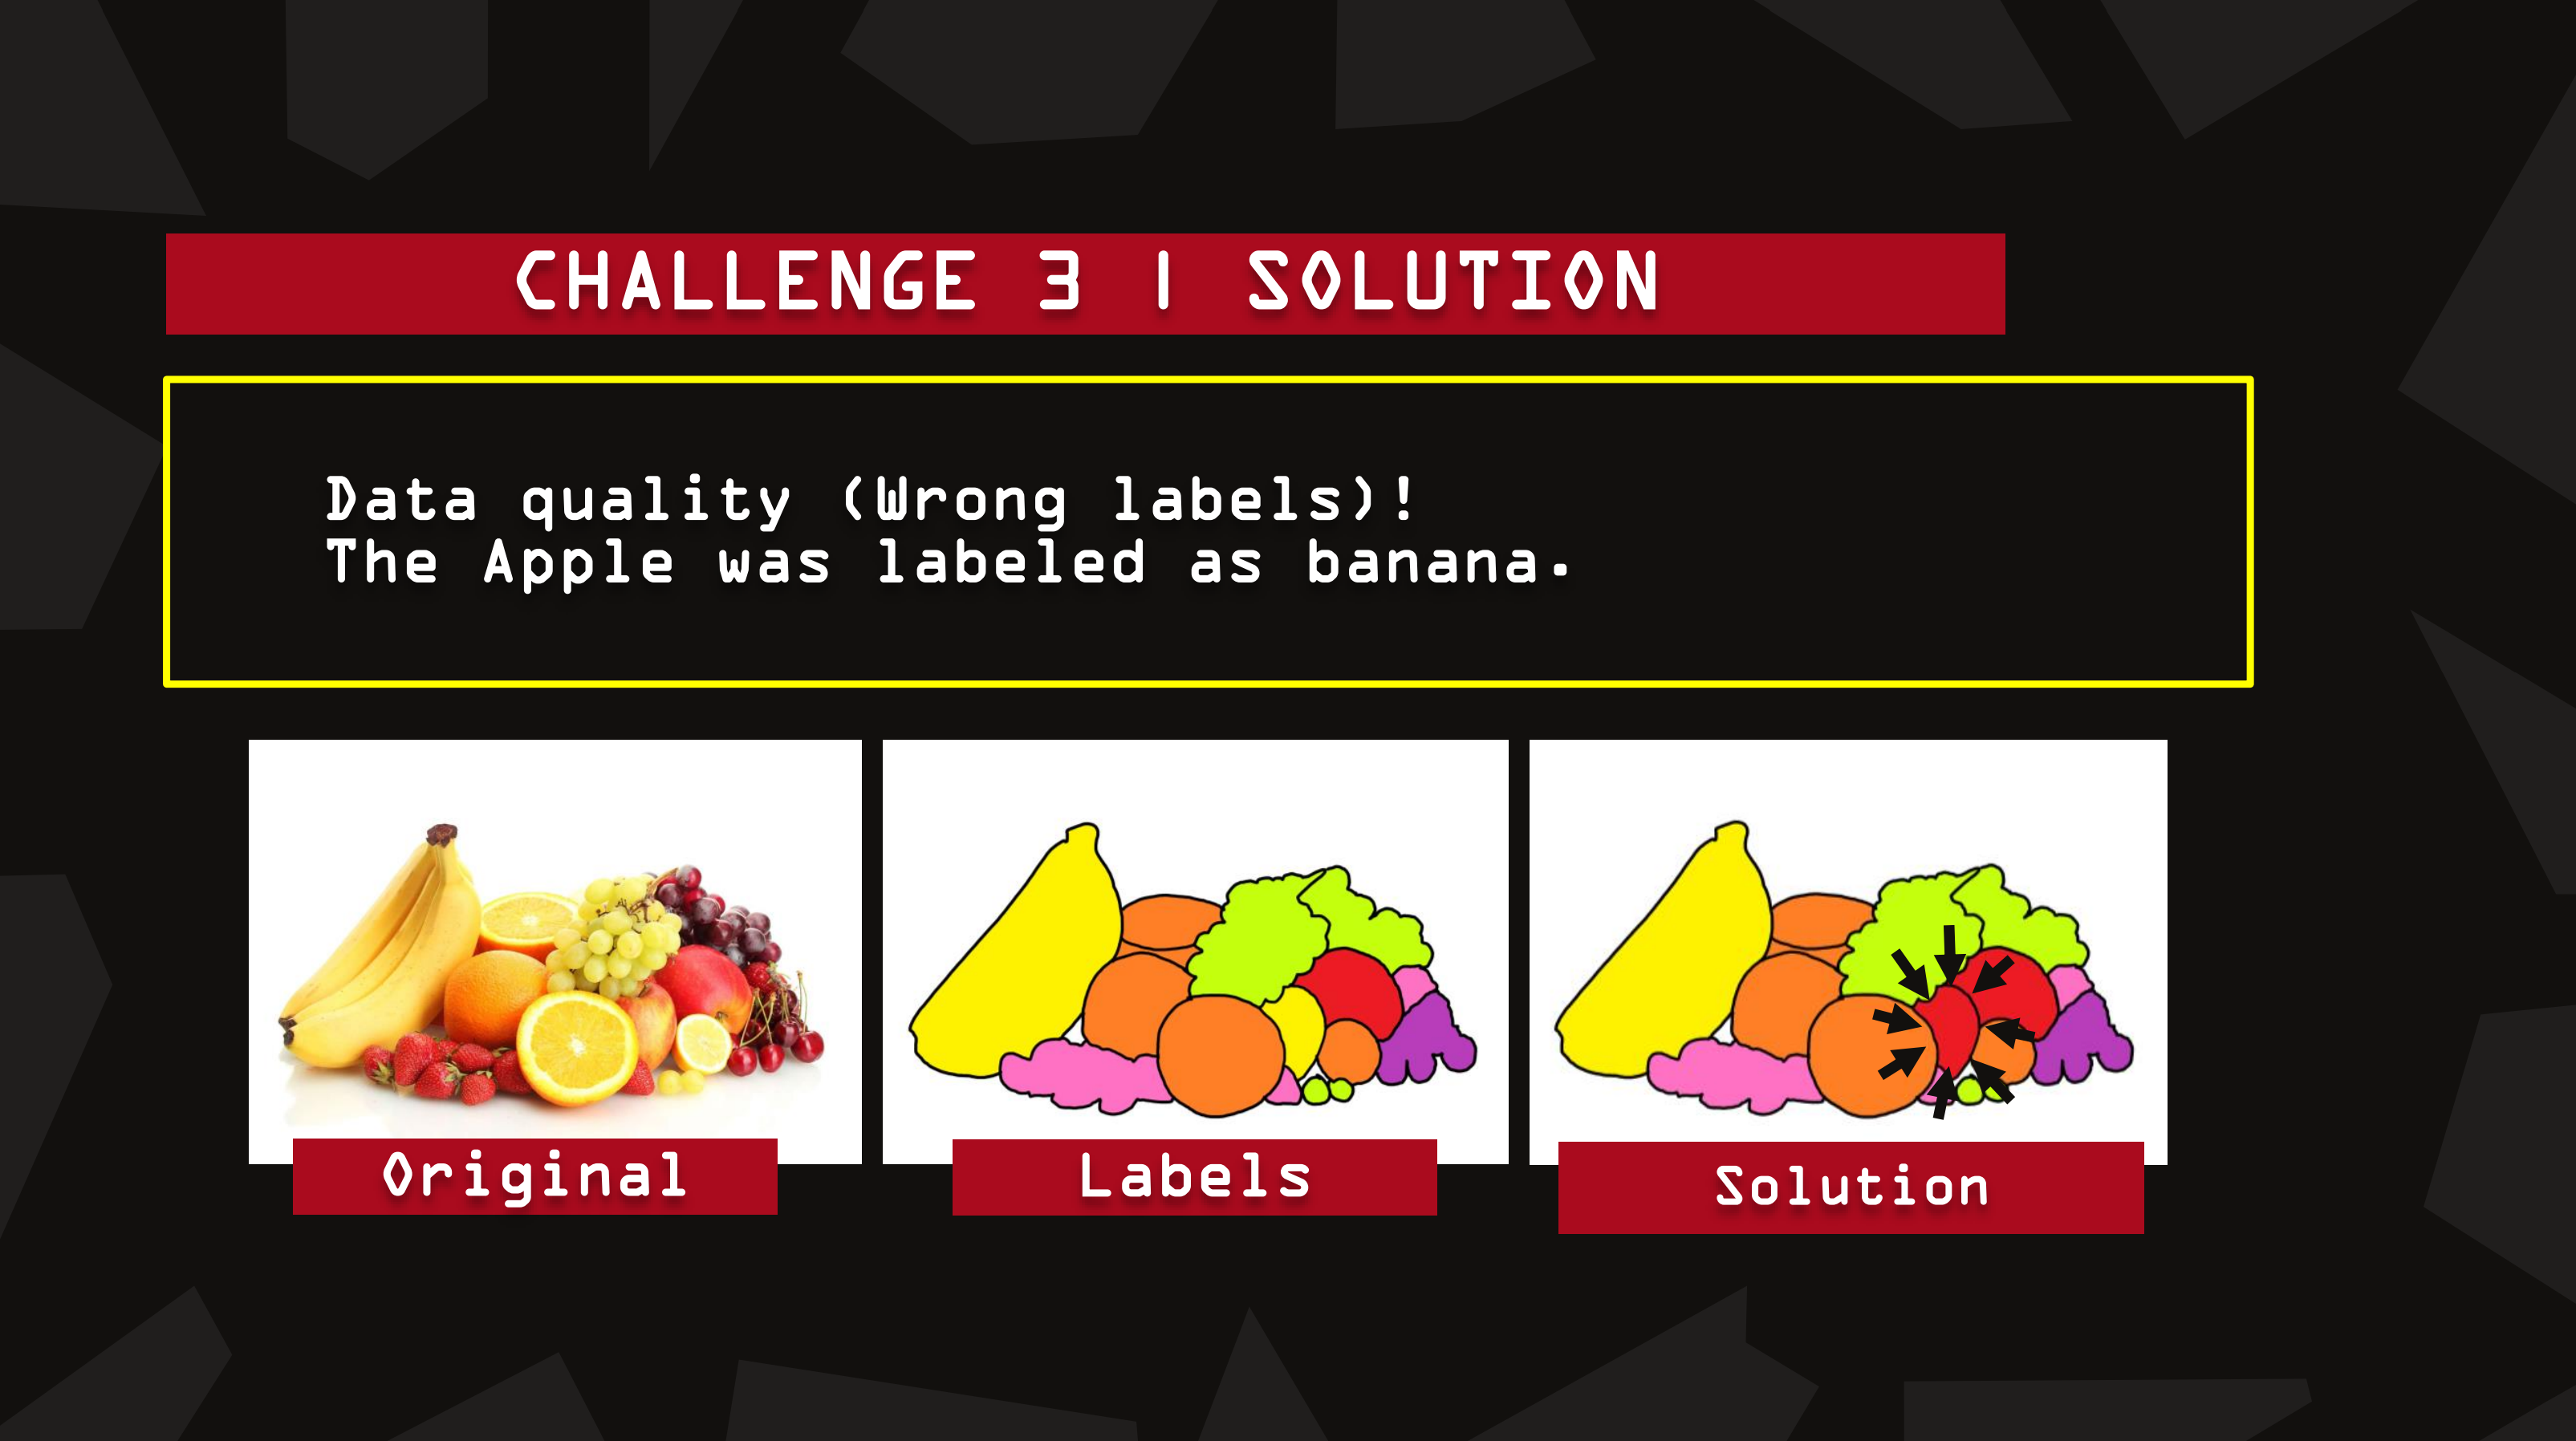 CHALLENGE 3 | SOLUTION
Data quality (Wrong labels)!
The Apple was labeled as banana.
Original
Labels
Solution